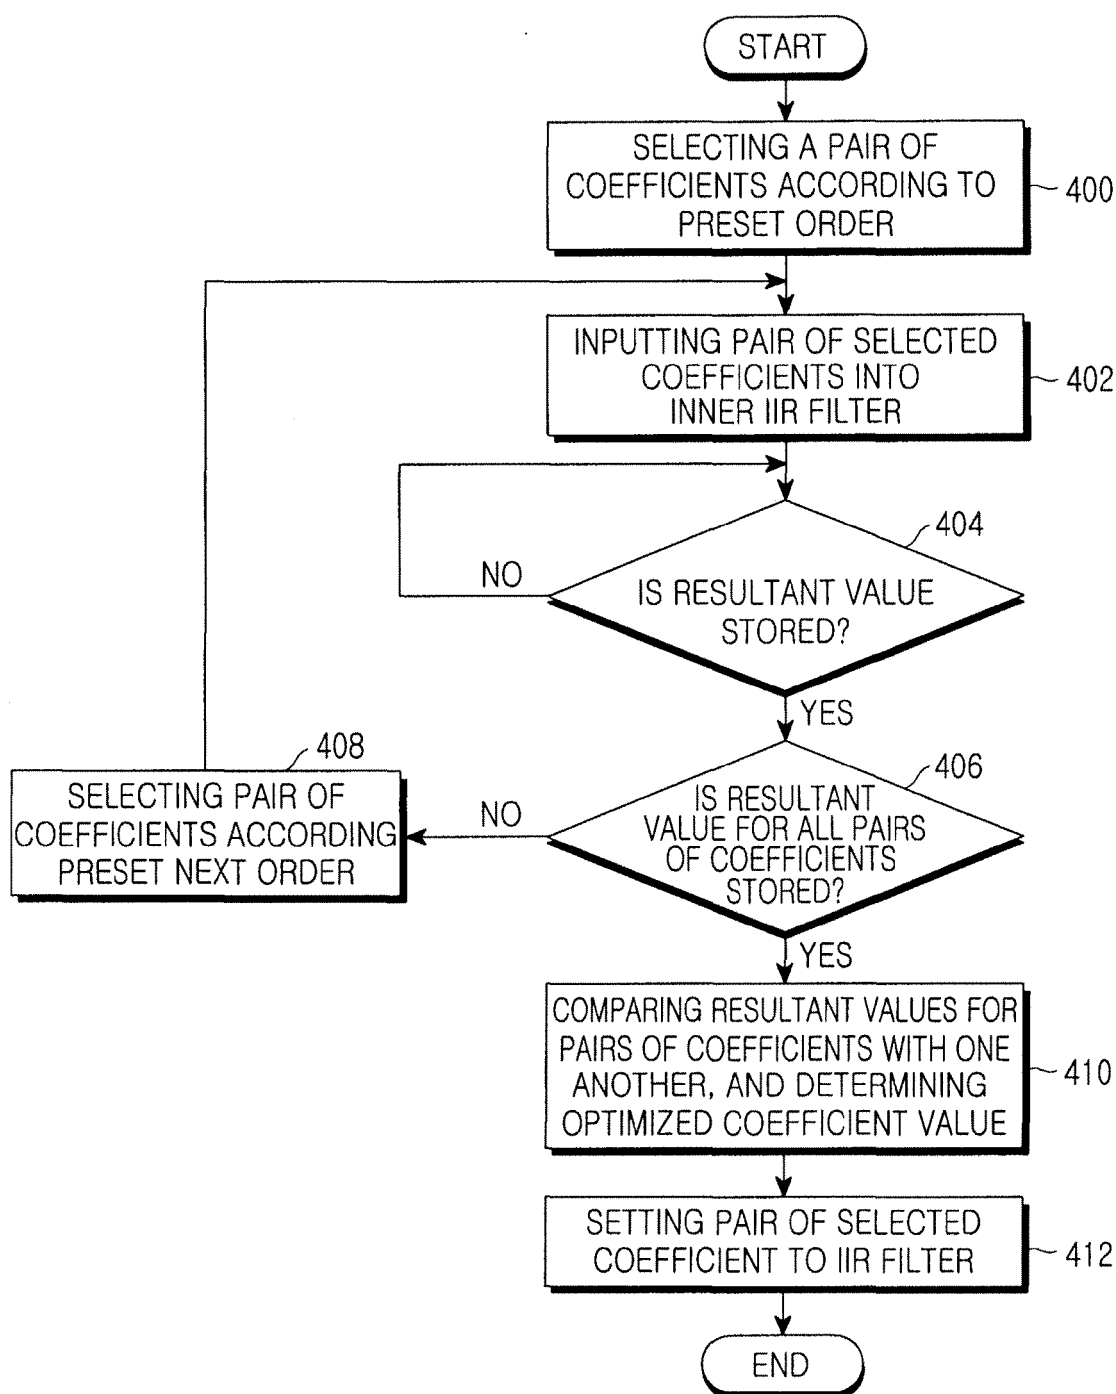 START
SELECTING A PAIR OF
COEFFICIENTS ACCORDING TO
PRESET ORDER
400
INPUTTING PAIR OF SELECTED
COEFFICIENTS INTO
INNER IIR FILTER
402
404
NO
IS RESULTANT VALUE
STORED?
YES
408
SELECTING PAIR OF
COEFFICIENTS ACCORDING
PRESET NEXT ORDER
NO
406
IS RESULTANT
VALUE FOR ALL PAIRS
OF COEFFICIENTS
STORED?
YES
COMPARING RESULTANT VALUES FOR
PAIRS OF COEFFICIENTS WITH ONE
ANOTHER, AND DETERMINING
OPTIMIZED COEFFICIENT VALUE
410
SETTING PAIR OF SELECTED
COEFFICIENT TO IIR FILTER
412
END